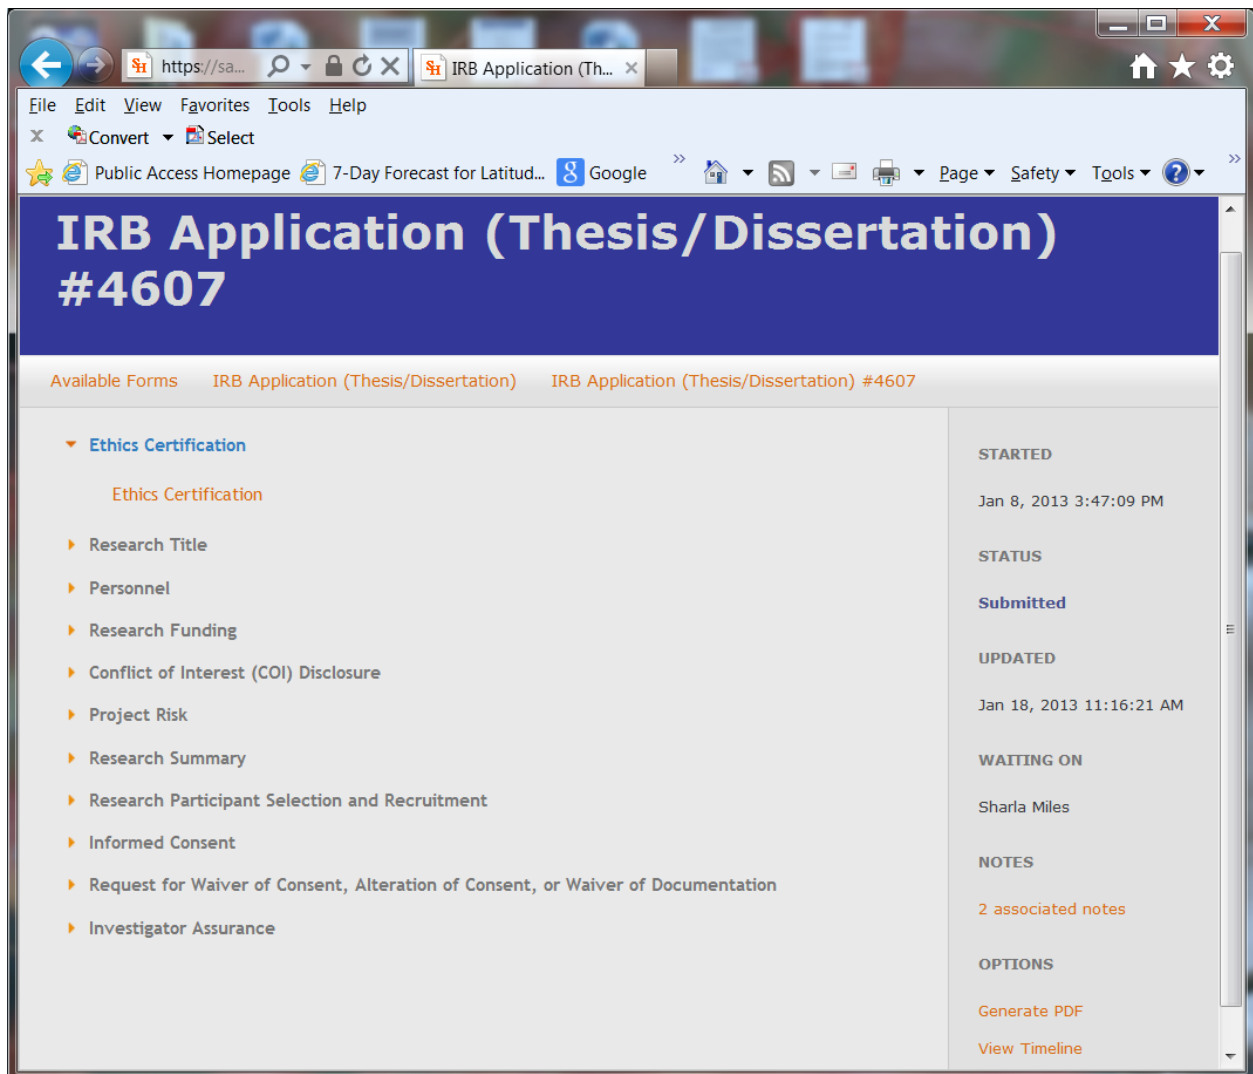 https://sa...
IRB Application (Th...
File Edit View Favorites Tools Help
x Convert Select
Public Access Homepage 7-Day Forecast for Latitud... Google » Page Safety Tools »
IRB Application (Thesis/Dissertation)
#4607
Available Forms IRB Application (Thesis/Dissertation) IRB Application (Thesis/Dissertation) #4607
Ethics Certification
Ethics Certification
Research Title
Personnel
Research Funding
Conflict of Interest (COI) Disclosure
Project Risk
Research Summary
Research Participant Selection and Recruitment
Informed Consent
Request for Waiver of Consent, Alteration of Consent, or Waiver of Documentation
Investigator Assurance
STARTED
Jan 8, 2013 3:47:09 PM
STATUS
Submitted
UPDATED
Jan 18, 2013 11:16:21 AM
WAITING ON
Sharla Miles
NOTES
2 associated notes
OPTIONS
Generate PDF
View Timeline